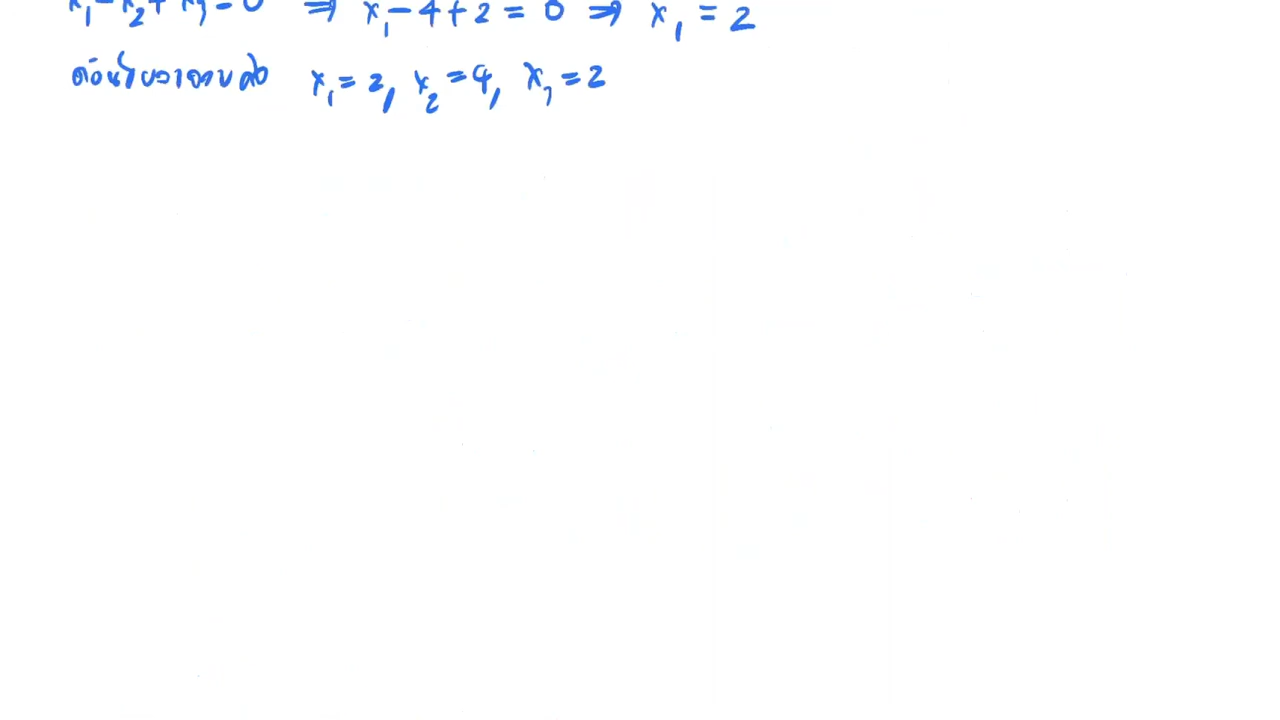 x₁ - x₂ + x₃ = 0 ⇒ x₁ - 4 + 2 = 0 ⇒ x₁ = 2
x₁ = 2, x₂ = 4, x₃ = 2